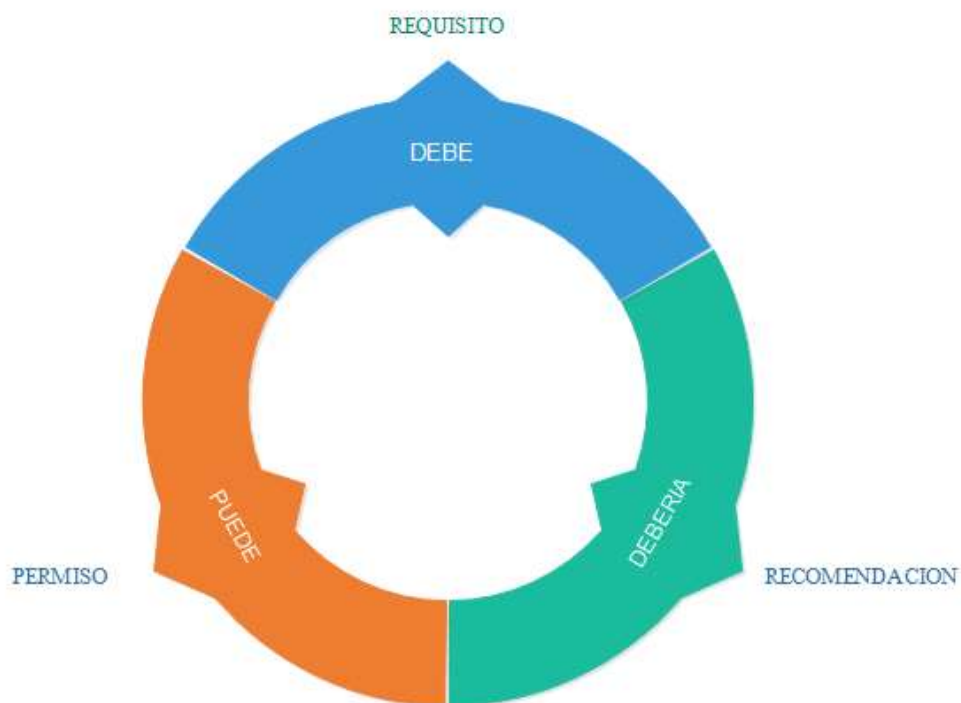 REQUISITO
DEBE
PUEDE
DEBERIA
PERMISO
RECOMENDACION